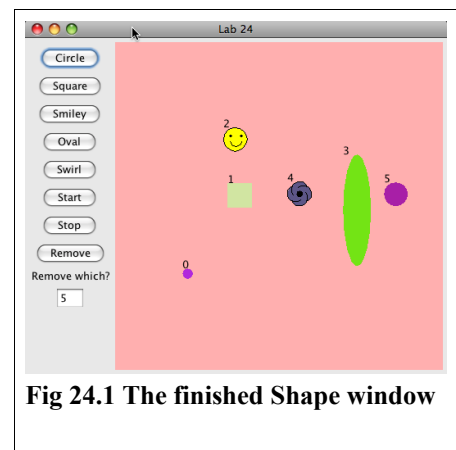 Lab 24
Circle
Square
Smiley
Oval
Swirl
Start
Stop
Remove
Remove which?
5
2
3
1
4
5
0
Fig 24.1 The finished Shape window